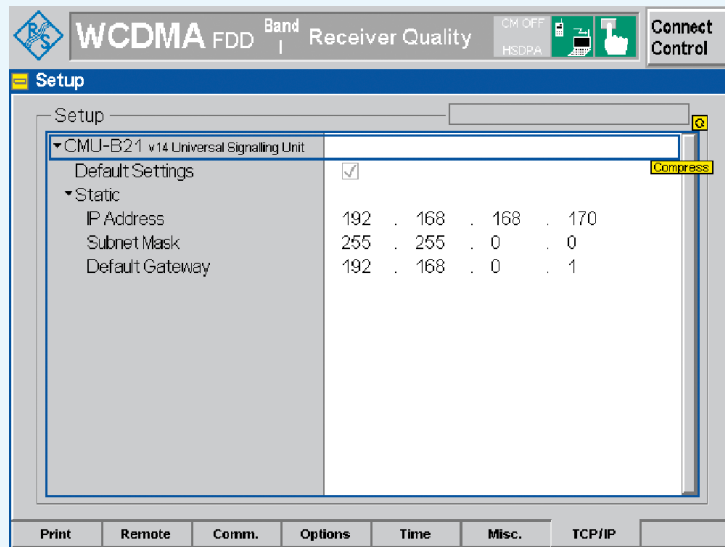 R S WCDMA FDD Band I Receiver Quality CM OFF HSDPA Connect Control
Setup
Setup
CMU-B21 v14 Universal Signalling Unit
Compress
Default Settings
Static
IP Address 192 . 168 . 168 . 170
Subnet Mask 255 . 255 . 0 . 0
Default Gateway 192 . 168 . 0 . 1
Print Remote Comm. Options Time Misc. TCP/IP